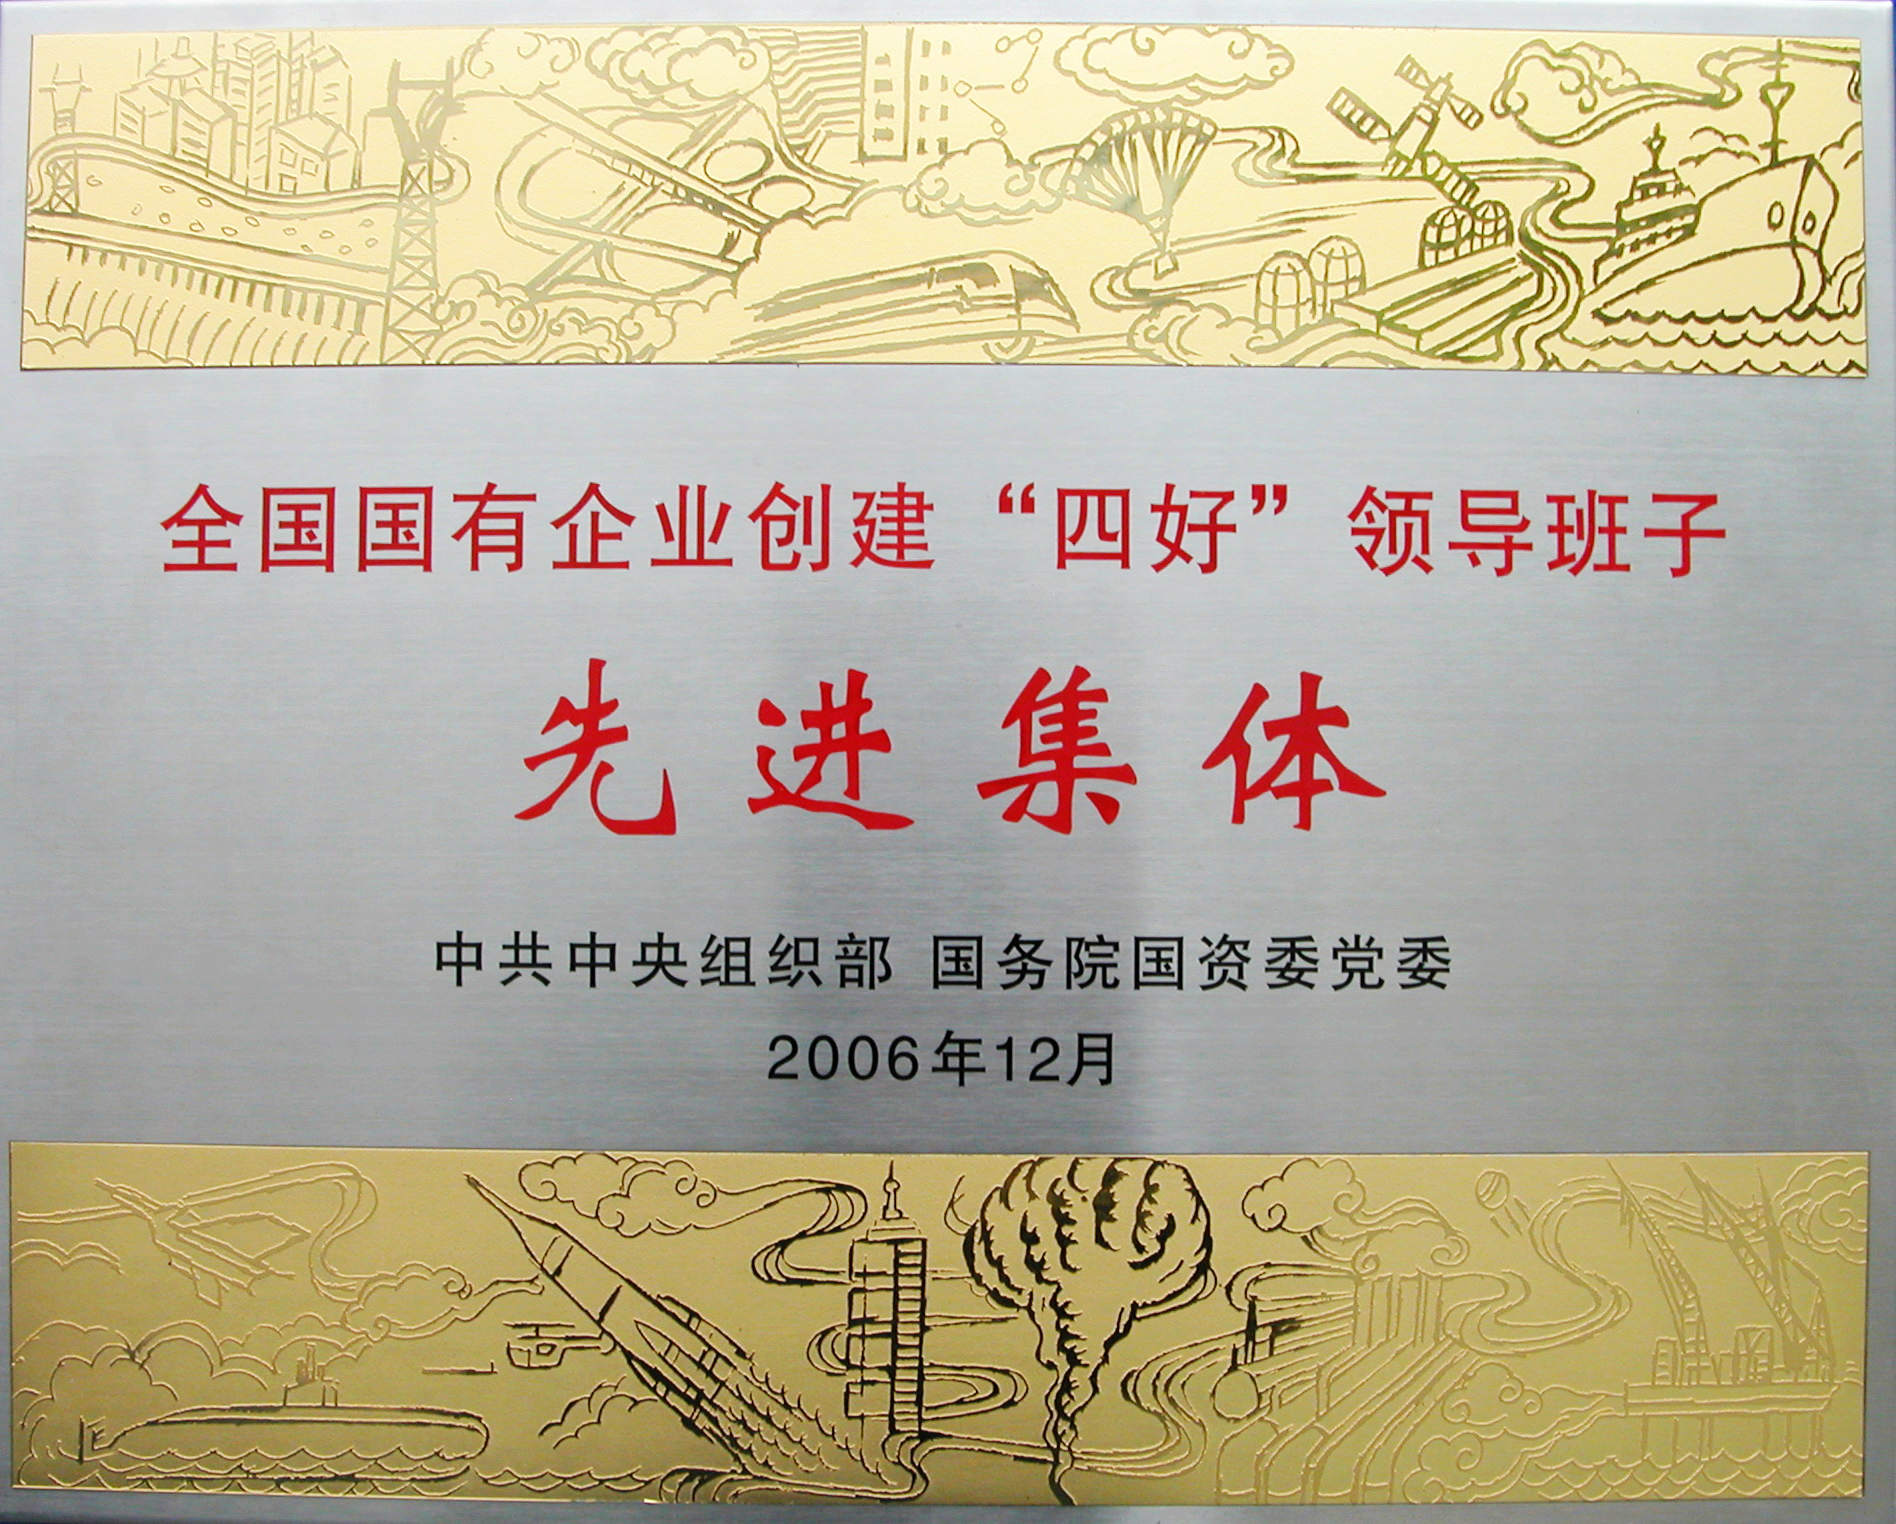 全国国有企业创建“四好”领导班子
先进集体
中共中央组织部 国务院国资委党委
2006年12月